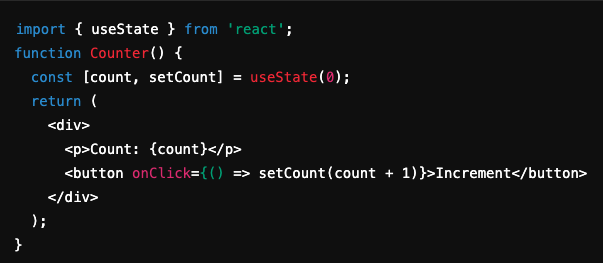 import { useState } from 'react';
function Counter() {
  const [count, setCount] = useState(0);
  return (
    <div>
      <p>Count: {count}</p>
      <button onClick={() => setCount(count + 1)}>Increment</button>
    </div>
  );
}